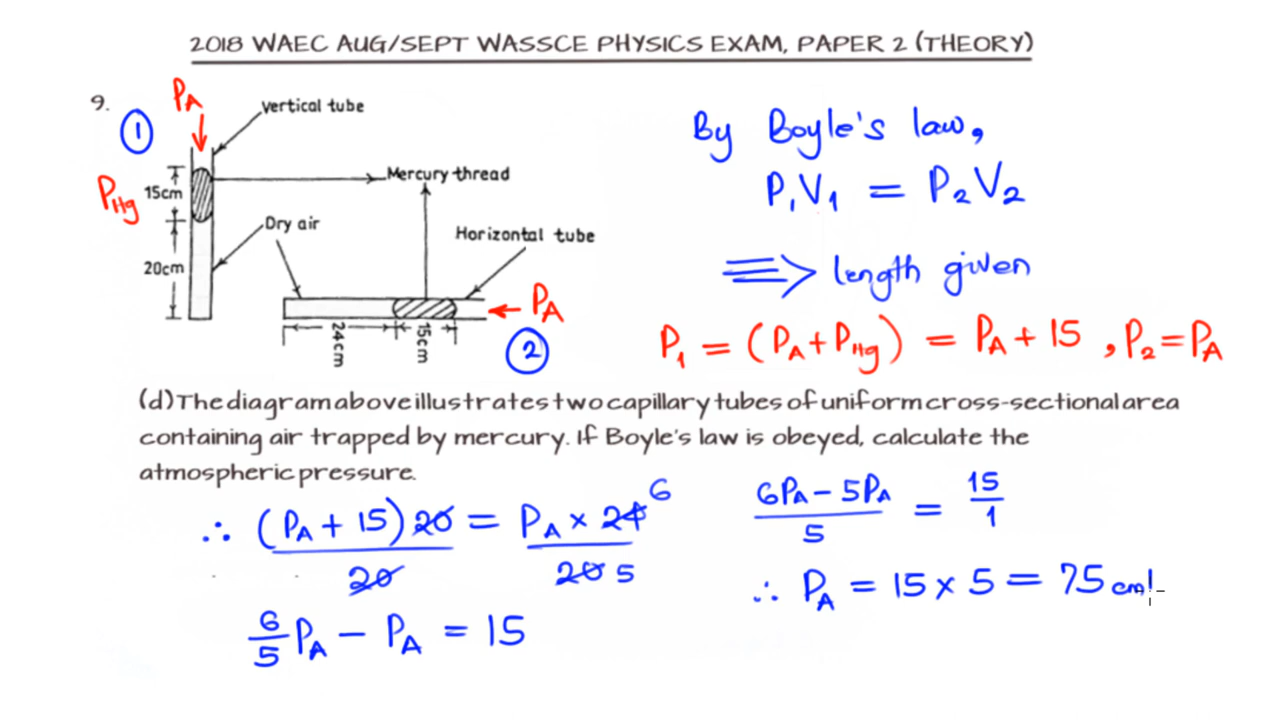 2018 WAEC AUG/SEPT WASSCE PHYSICS EXAM, PAPER 2 (THEORY)
9.
PA
1
vertical tube
Mercury thread
PHg
15cm
Dry air
20cm
Horizontal tube
PA
24cm
15cm
2
By Boyle's law,
P1V1 = P2V2
⇒ length given
P1 = (PA+PHg) = PA + 15 , P2=PA
(d) The diagram above illustrates two capillary tubes of uniform cross-sectional area
containing air trapped by mercury. If Boyle's law is obeyed, calculate the
atmospheric pressure.
∴ (PA + 15) 20 / 20 = PA × 24 6 / 20 5
6/5 PA − PA = 15
6PA − 5PA / 5 = 15/1
∴ PA = 15 × 5 = 75 cm